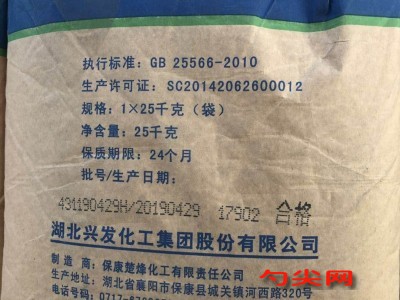 执行标准：GB 25566-2010
生产许可证：SC20142062600012
规格：1×25千克（袋）
净含量：25千克
保质期限：24个月
批号/生产日期：
431190429H/20190429 17902 合格
湖北兴发化工集团股份有限公司
制造商：保康楚烽化工有限责任公司
生产地址：湖北省襄阳市保康县城关镇河西路320号
勺尖网